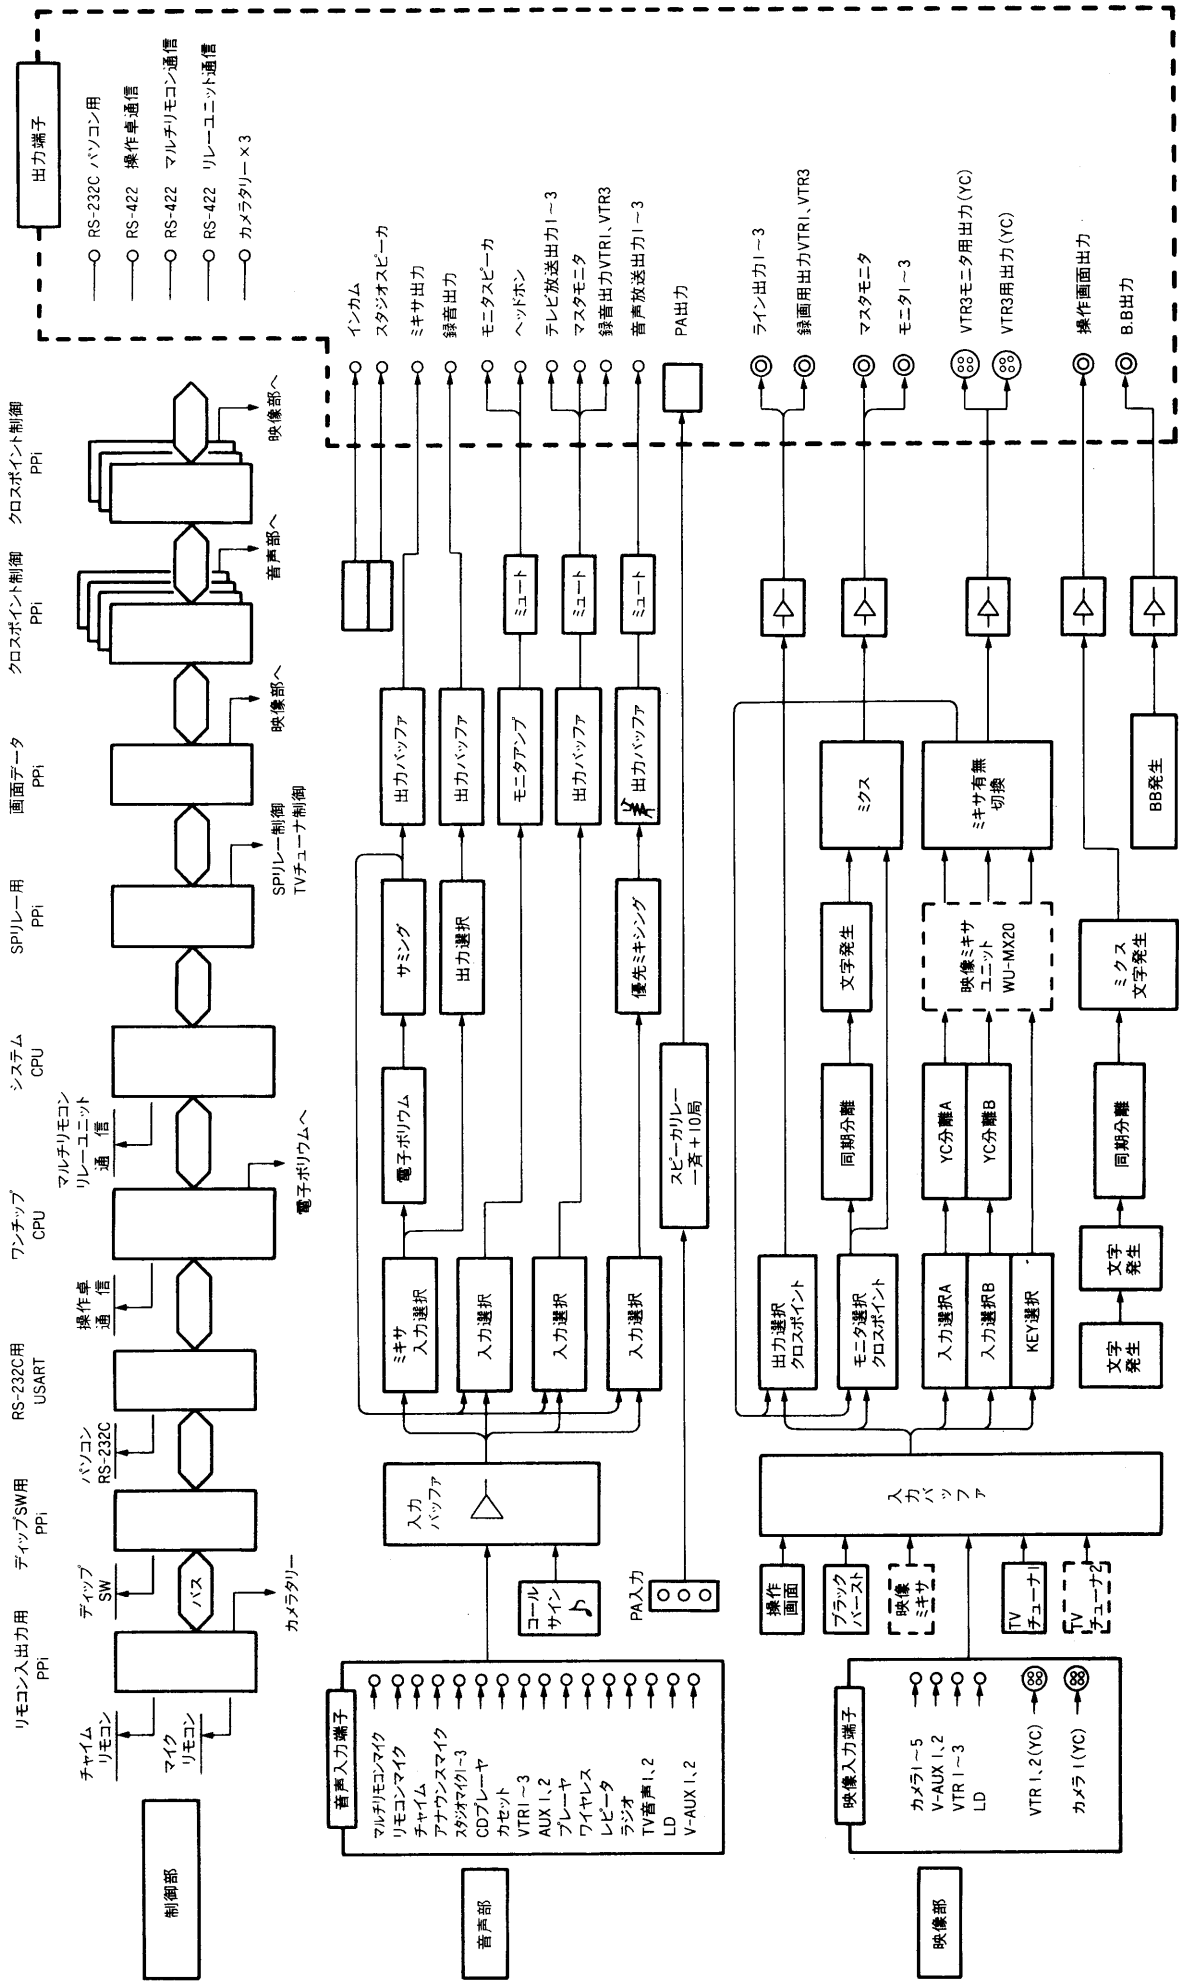 制御部
リモコン入出力用
PPi
チャイム
リモコン
マイク
リモコン
カメラタリー
バス
ディップSW用
PPi
ディップ
SW
RS-232C用
USART
パソコン
RS-232C
ワンチップ
CPU
操作卓
通 信
電子ボリウムへ
システム
CPU
マルチリモコン
リレーユニット
通 信
SPリレー用
PPi
SPリレー制御
TVチューナ制御
画面データ
PPi
映像部へ
クロスポイント制御
PPi
音声部へ
クロスポイント制御
PPi
映像部へ
出力端子
RS-232C パソコン用
RS-422 操作卓通信
RS-422 マルチリモコン通信
RS-422 リレーユニット通信
カメラタリー×3
音声部
音声入力端子
マルチリモコンマイク
リモコンマイク
チャイム
アナウンスマイク
スタジオマイク1~3
CDプレーヤ
カセット
VTR1~3
AUX 1、2
プレーヤ
ワイヤレス
レピータ
ラジオ
TV音声1、2
LD
V-AUX 1、2
コール
サイン
入力
バッファ
PA入力
ミキサ
入力選択
入力選択
入力選択
入力選択
電子ボリウム
サミング
出力選択
優先ミキシング
スピーカリレー
一斉+10局
出力バッファ
出力バッファ
モニタアンプ
出力バッファ
出力バッファ
ミュート
ミュート
ミュート
インカム
スタジオスピーカ
ミキサ出力
録音出力
モニタスピーカ
ヘッドホン
テレビ放送出力1~3
マスタモニタ
録音出力VTR1、VTR3
音声放送出力1~3
PA出力
映像部
映像入力端子
カメラ1~5
V-AUX 1、2
VTR 1~3
LD
VTR 1、2(YC)
カメラ1(YC)
操作
画面
ブラック
バースト
映像
ミキサ
TV
チューナ1
TV
チューナ2
入力バッファ
出力選択
クロスポイント
モニタ選択
クロスポイント
入力選択A
入力選択B
KEY選択
文字
発生
文字
発生
同期分離
YC分離A
YC分離B
同期分離
文字発生
映像ミキサ
ユニット
WU-MX20
ミクス
文字発生
ミクス
ミキサ有無
切換
BB発生
ライン出力1~3
録画用出力VTR1、VTR3
マスタモニタ
モニタ1~3
VTR3モニタ用出力(YC)
VTR3用出力(YC)
操作画面出力
B.B出力